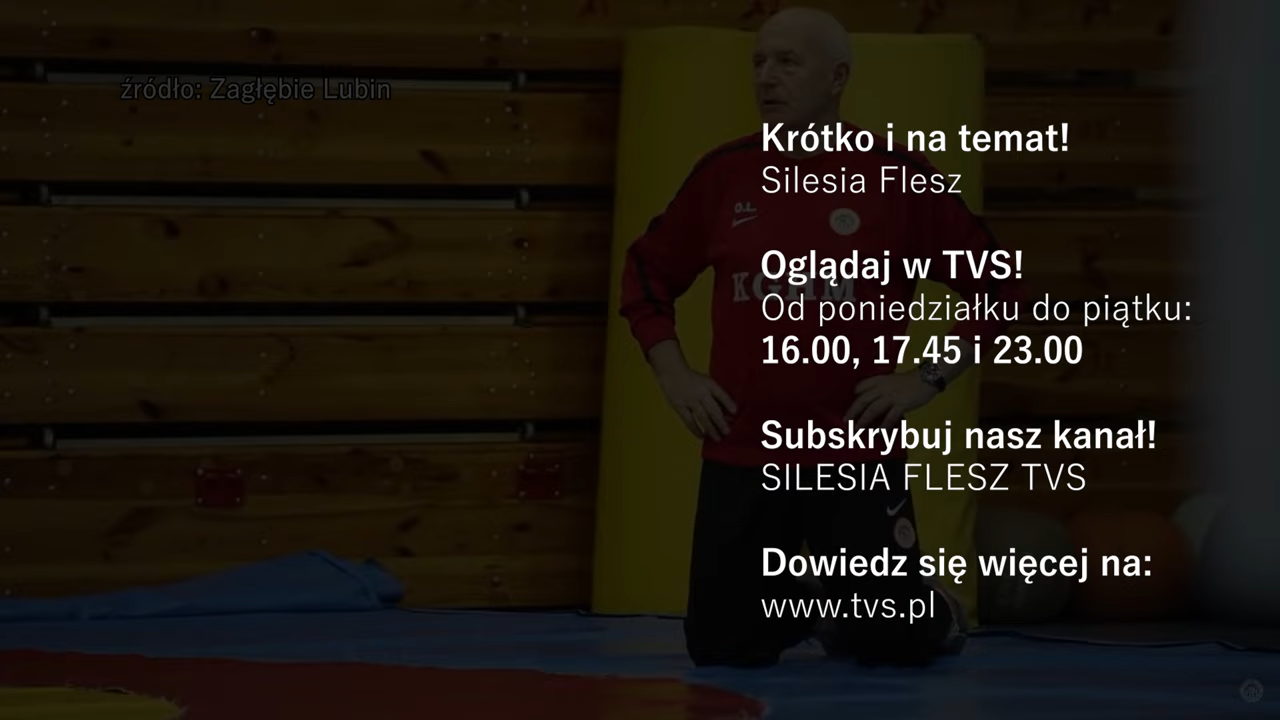 źródło: Zagłębie Lubin
Krótko i na temat!
Silesia Flesz
O.L.
Oglądaj w TVS!
KGHM
Od poniedziałku do piątku:
16.00, 17.45 i 23.00
Subskrybuj nasz kanał!
SILESIA FLESZ TVS
Dowiedz się więcej na:
www.tvs.pl